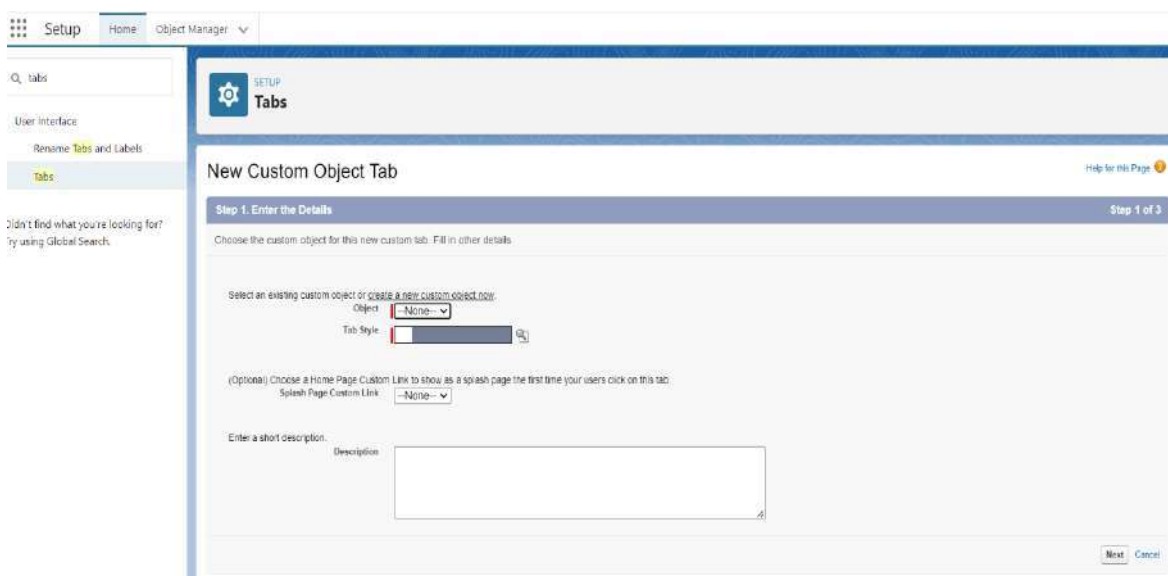 Setup Home Object Manager
tabs
User Interface
Rename Tabs and Labels
Tabs
Didn't find what you're looking for?
Try using Global Search.
SETUP
Tabs
New Custom Object Tab
Help for this Page
Step 1. Enter the Details Step 1 of 3
Choose the custom object for this new custom tab. Fill in other details.
Select an existing custom object or create a new custom object now.
Object --None--
Tab Style
(Optional) Choose a Home Page Custom Link to show as a splash page the first time your users click on this tab.
Splash Page Custom Link --None--
Enter a short description.
Description
Next Cancel